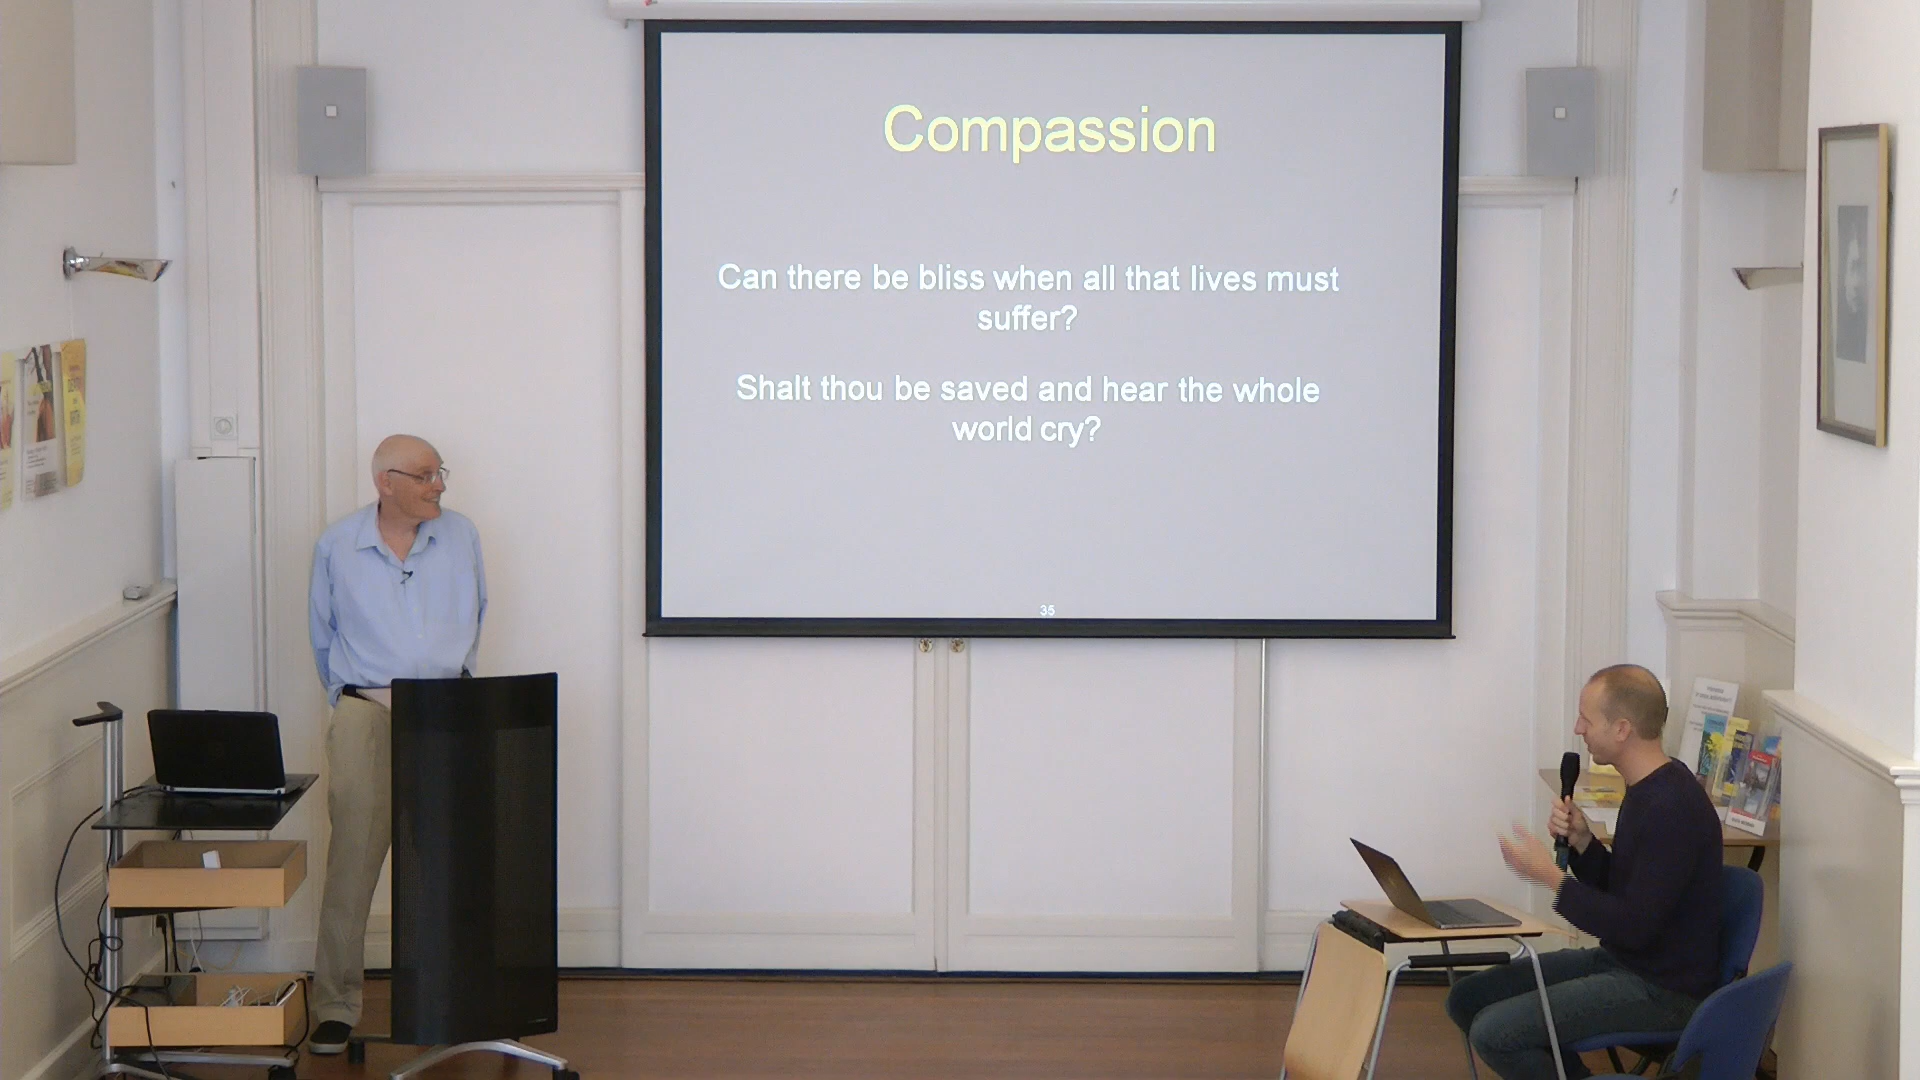 Compassion
Can there be bliss when all that lives must
suffer?
Shalt thou be saved and hear the whole
world cry?
35